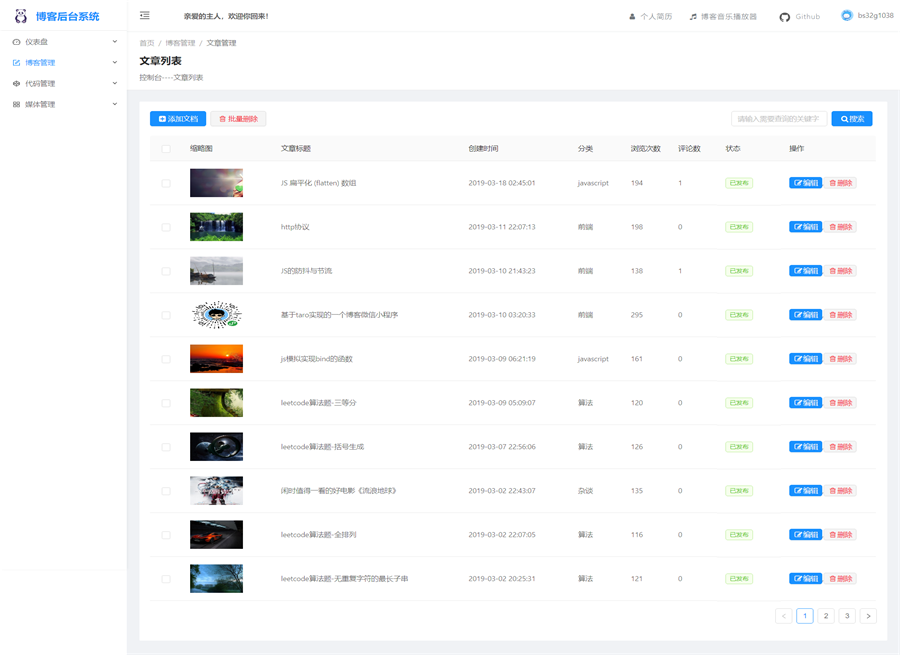 博客后台系统
亲爱的主人，欢迎你回来！
个人简历
博客音乐播放器
Github
bs32g1038
仪表盘
博客管理
代码管理
媒体管理
首页 / 博客管理 / 文章管理
文章列表
控制台----文章列表
添加文档
批量删除
请输入需要查询的关键字
搜索
缩略图 文章标题 创建时间 分类 浏览次数 评论数 状态 操作
JS 扁平化 (flatten) 数组 2019-03-18 02:45:01 javascript 194 1 已发布 编辑 删除
http协议 2019-03-11 22:07:13 前端 198 0 已发布 编辑 删除
JS的防抖与节流 2019-03-10 21:43:23 前端 138 1 已发布 编辑 删除
基于taro实现的一个博客微信小程序 2019-03-10 03:20:33 前端 295 0 已发布 编辑 删除
js模拟实现bind的函数 2019-03-09 06:21:19 javascript 161 0 已发布 编辑 删除
leetcode算法题-三等分 2019-03-09 05:09:07 算法 120 0 已发布 编辑 删除
leetcode算法题-括号生成 2019-03-07 22:56:06 算法 126 0 已发布 编辑 删除
闲时值得一看的好电影《流浪地球》 2019-03-02 22:43:07 杂谈 135 0 已发布 编辑 删除
leetcode算法题-全排列 2019-03-02 22:07:05 算法 116 0 已发布 编辑 删除
leetcode算法题-无重复字符的最长子串 2019-03-02 20:25:31 算法 121 0 已发布 编辑 删除
< 1 2 3 >